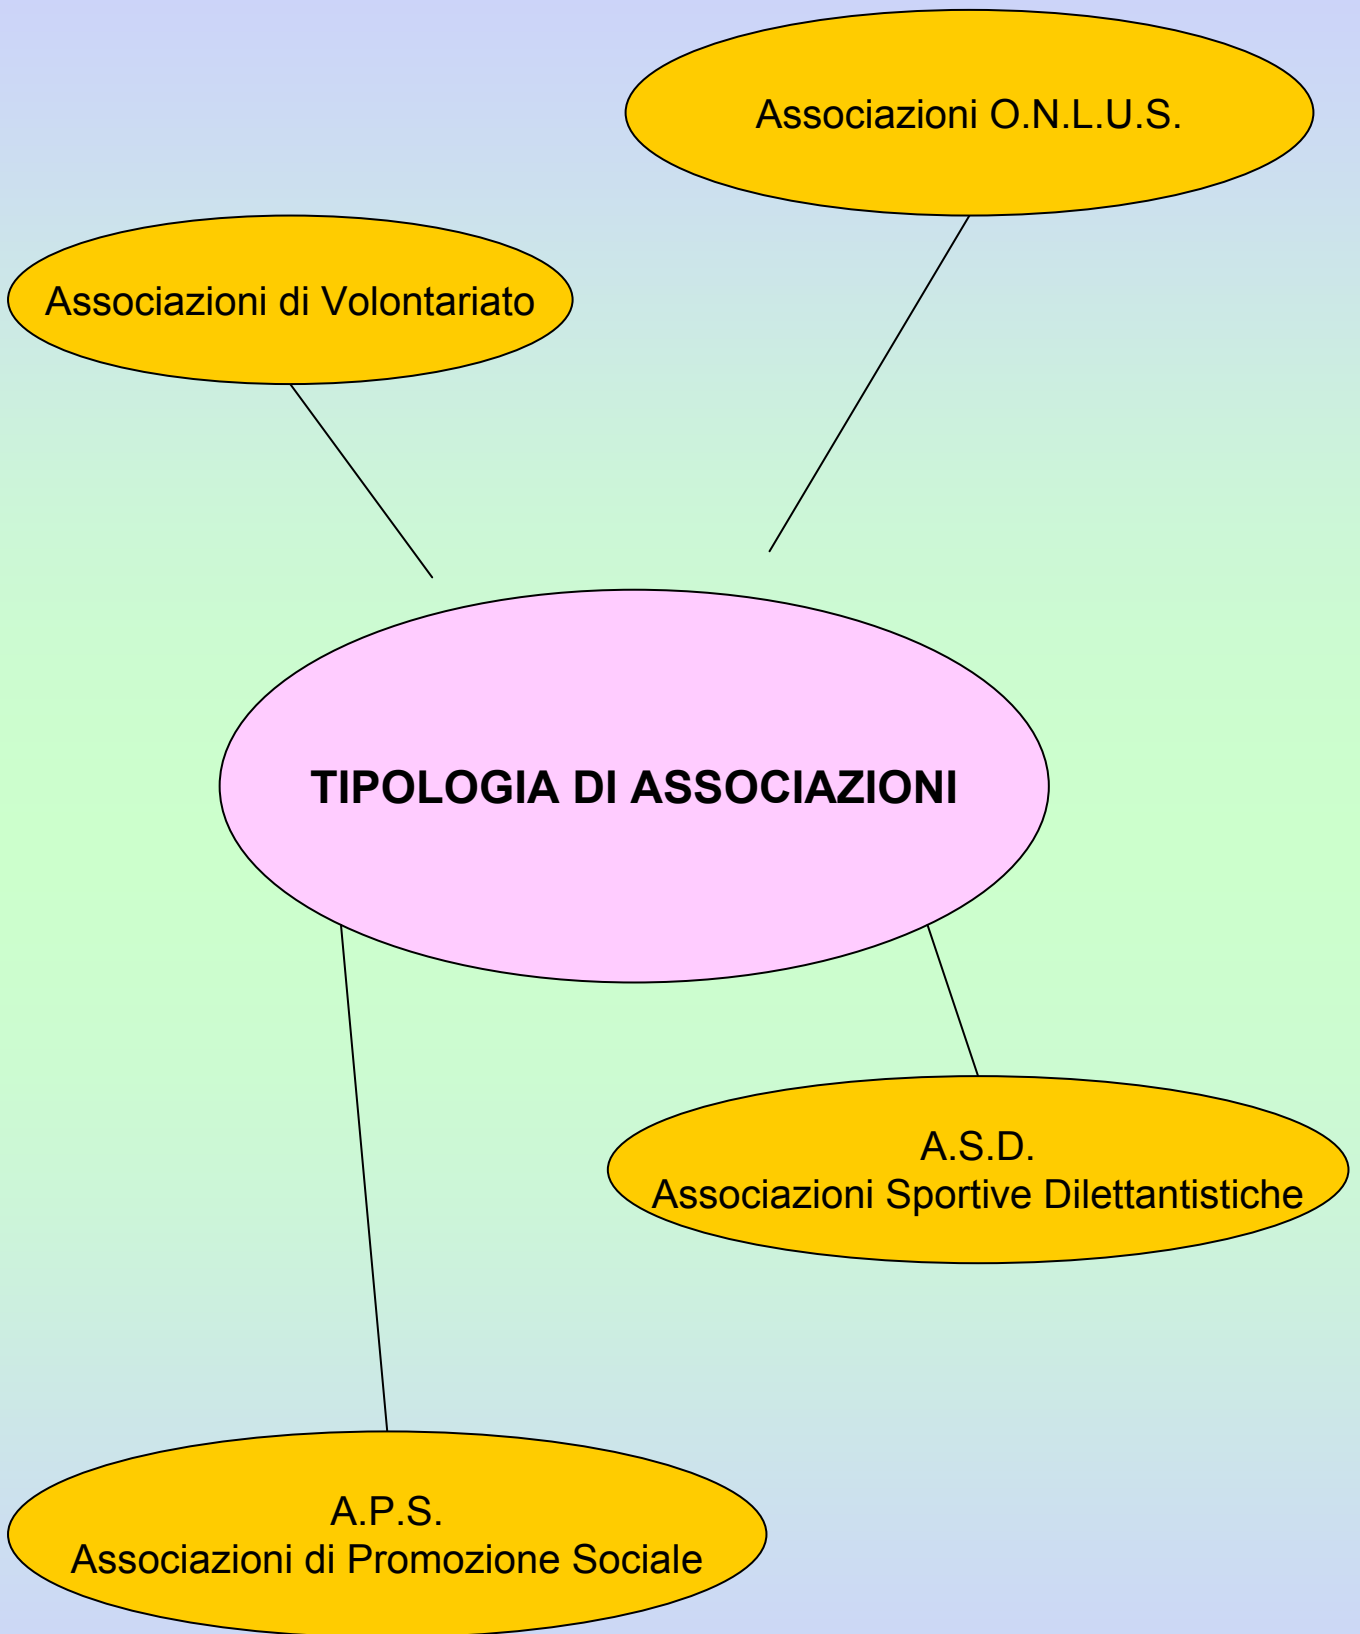 Associazioni O.N.L.U.S.
Associazioni di Volontariato
TIPOLOGIA DI ASSOCIAZIONI
A.S.D.
Associazioni Sportive Dilettantistiche
A.P.S.
Associazioni di Promozione Sociale